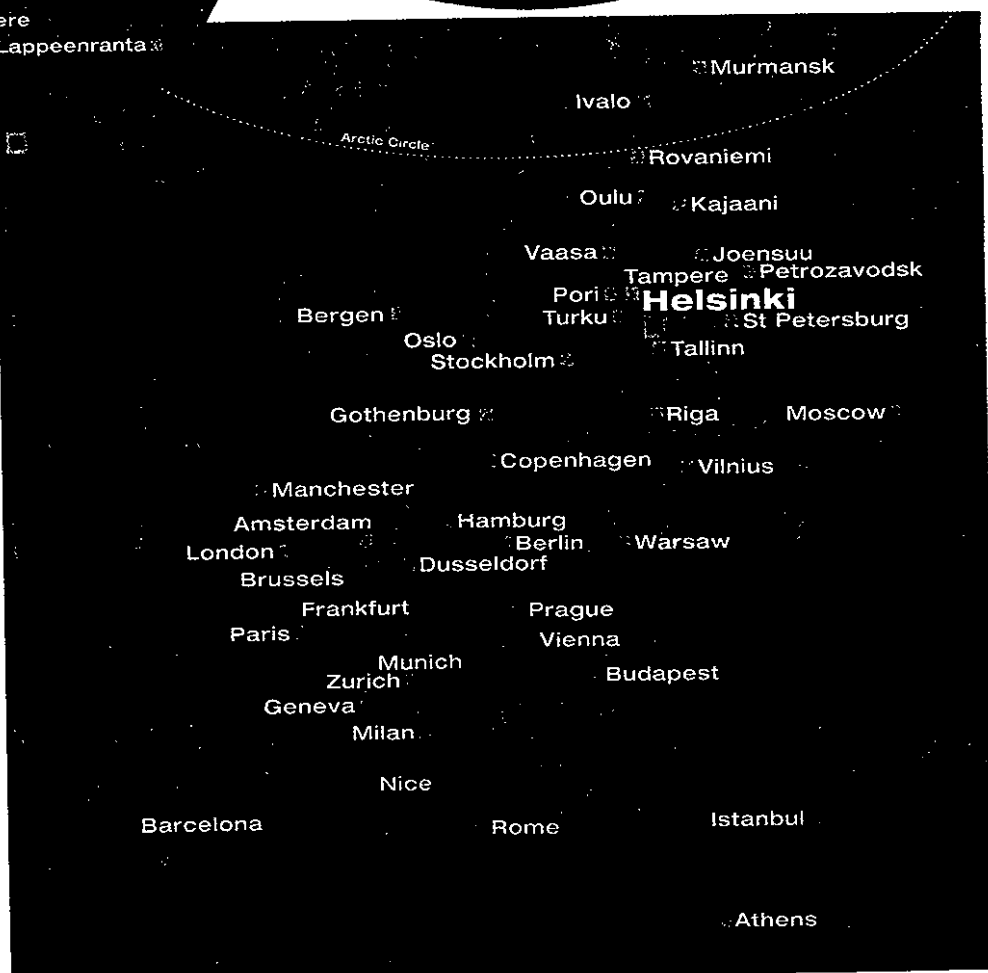 ere
Lappeenranta
Murmansk
Ivalo
Arctic Circle
Rovaniemi
Oulu
Kajaani
Vaasa
Joensuu
Tampere
Petrozavodsk
Pori
Helsinki
Bergen
Turku
St Petersburg
Oslo
Tallinn
Stockholm
Gothenburg
Riga
Moscow
Copenhagen
Vilnius
Manchester
Amsterdam
Hamburg
London
Berlin
Warsaw
Dusseldorf
Brussels
Frankfurt
Prague
Paris
Vienna
Munich
Zurich
Budapest
Geneva
Milan
Nice
Barcelona
Rome
Istanbul
Athens